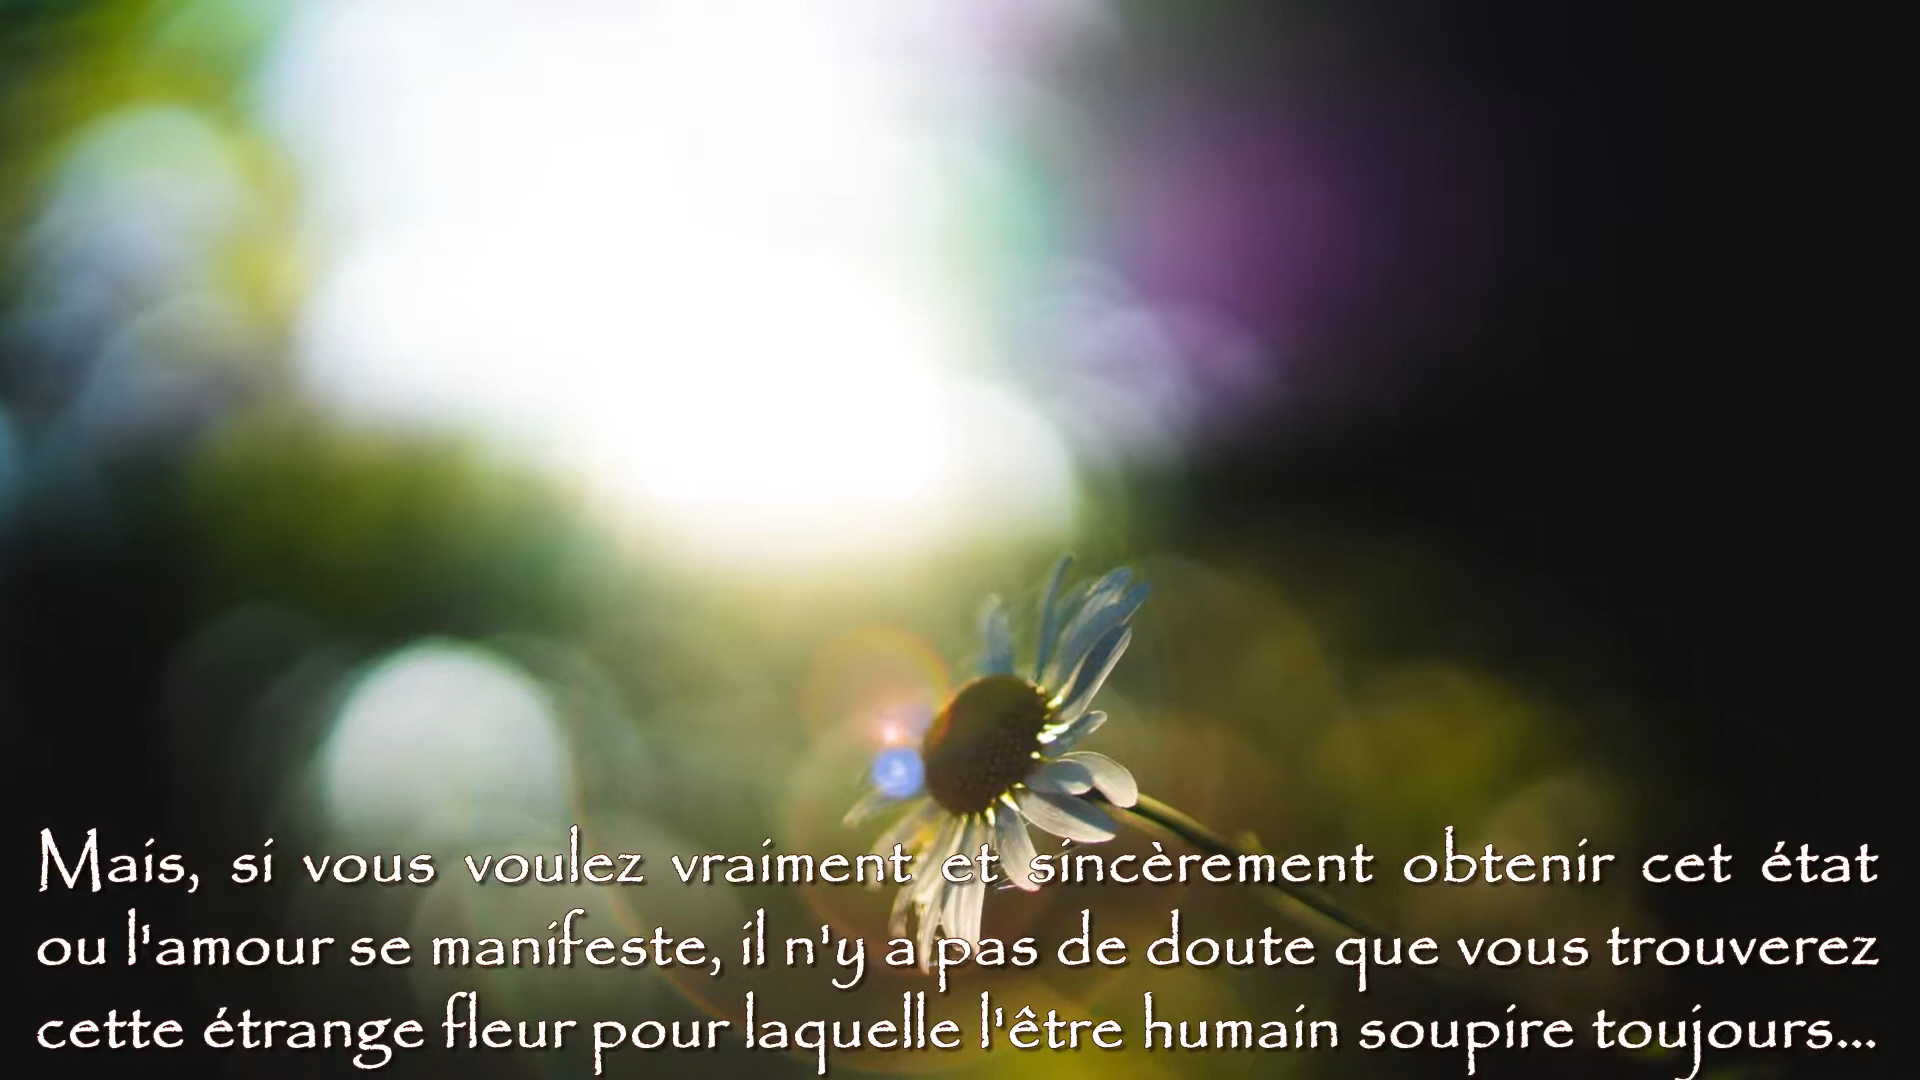 Mais, si vous voulez vraiment et sincèrement obtenir cet état
ou l'amour se manifeste, il n'y a pas de doute que vous trouverez
cette étrange fleur pour laquelle l'être humain soupire toujours...